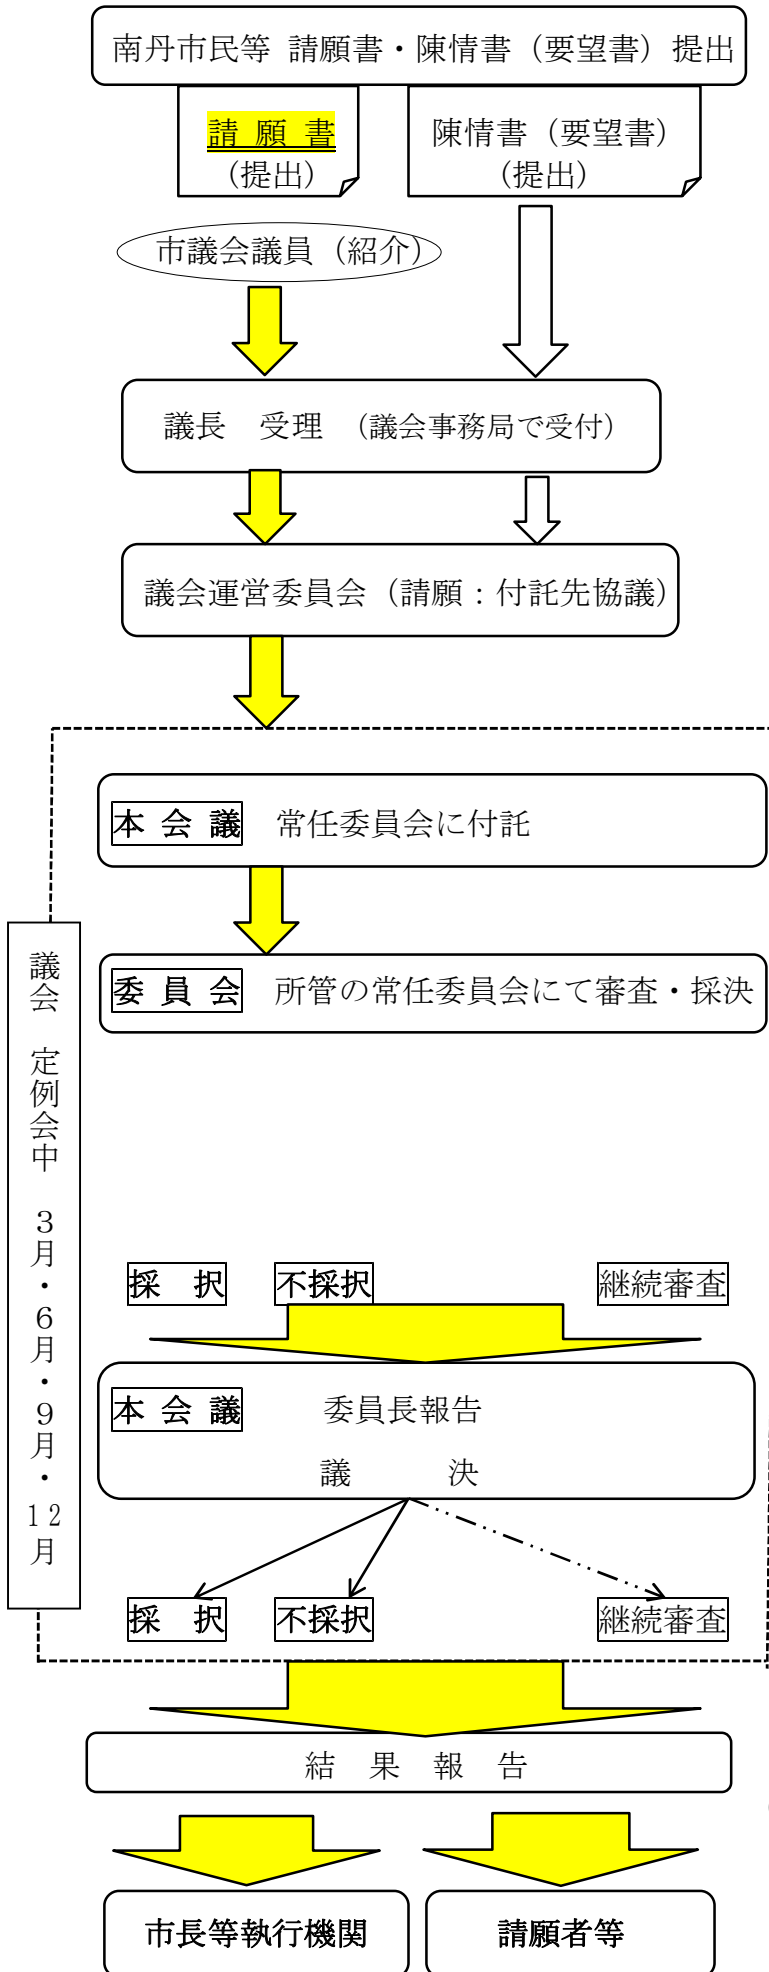 南丹市民等 請願書・陳情書（要望書）提出
請 願 書
（提出）
陳情書（要望書）
（提出）
市議会議員（紹介）
議長　受理　（議会事務局で受付）
議会運営委員会（請願：付託先協議）
本 会 議　常任委員会に付託
委 員 会　所管の常任委員会にて審査・採決
議会　定例会中　３月・６月・９月・12月
採　択　不採択　継続審査
本 会 議　委員長報告
議　決
採　択　不採択　継続審査
結　果　報　告
市長等執行機関
請願者等